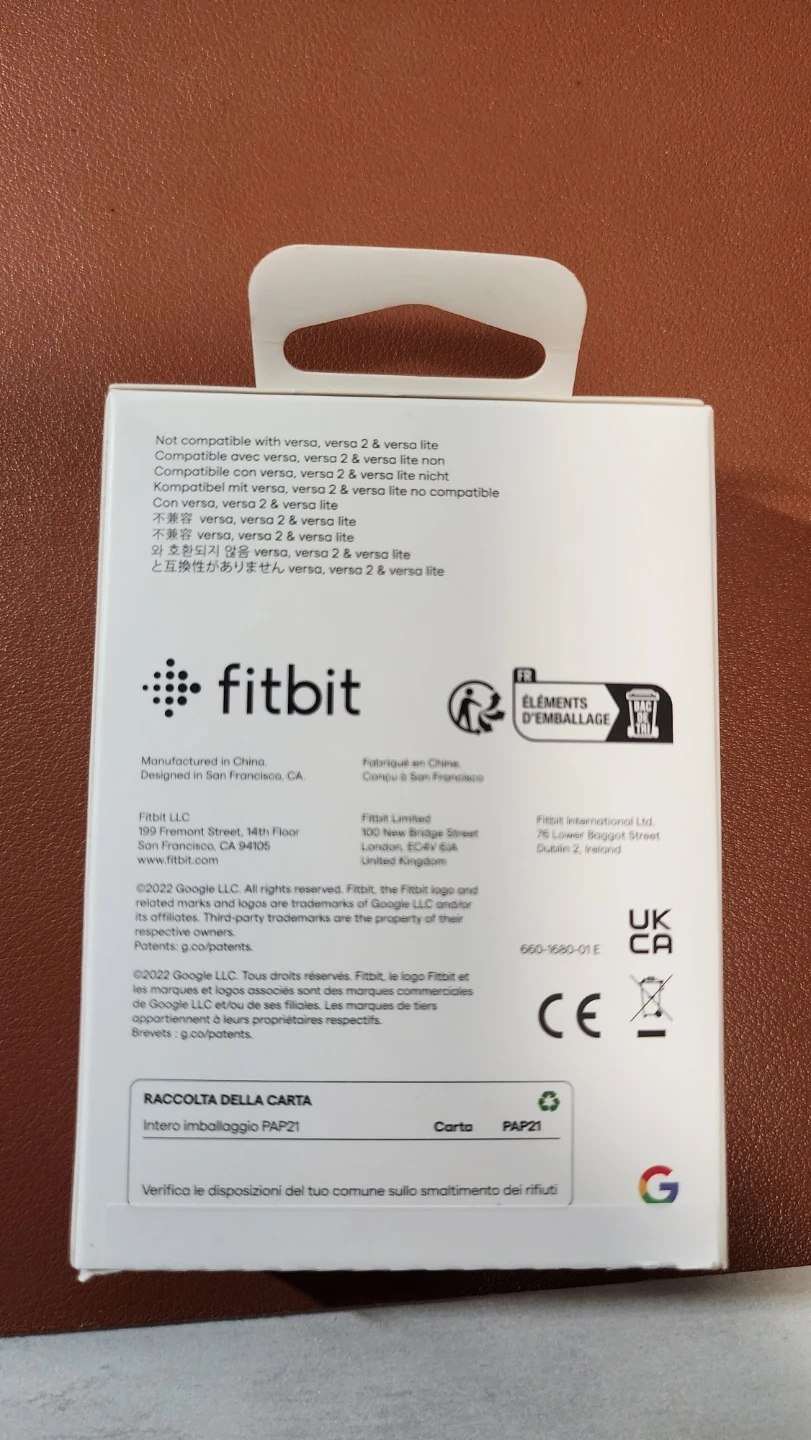 Not compatible with versa, versa 2 & versa lite
Compatible avec versa, versa 2 & versa lite non
Compatibile con versa, versa 2 & versa lite nicht
Kompatibel mit versa, versa 2 & versa lite no compatible
Con versa, versa 2 & versa lite
不兼容 versa, versa 2 & versa lite
不兼容 versa, versa 2 & versa lite
와 호환되지 않음 versa, versa 2 & versa lite
と互換性がありません versa, versa 2 & versa lite
fitbit
FR
ÉLÉMENTS
D'EMBALLAGE
BAC
DE
TRI
Manufactured in China.
Designed in San Francisco, CA.
Fabriqué en Chine.
Conçu à San Francisco
Fitbit LLC
199 Fremont Street, 14th Floor
San Francisco, CA 94105
www.fitbit.com
Fitbit Limited
100 New Bridge Street
London, EC4V 6JA
United Kingdom
Fitbit International Ltd.
76 Lower Baggot Street
Dublin 2, Ireland
©2022 Google LLC. All rights reserved. Fitbit, the Fitbit logo and
related marks and logos are trademarks of Google LLC and/or
its affiliates. Third-party trademarks are the property of their
respective owners.
Patents: g.co/patents.
660-1680-01 E
UK
CA
©2022 Google LLC. Tous droits réservés. Fitbit, le logo Fitbit et
les marques et logos associés sont des marques commerciales
de Google LLC et/ou de ses filiales. Les marques de tiers
appartiennent à leurs propriétaires respectifs.
Brevets : g.co/patents.
CE
RACCOLTA DELLA CARTA
Intero imballaggio PAP21 Carta PAP21
Verifica le disposizioni del tuo comune sullo smaltimento dei rifiuti
G